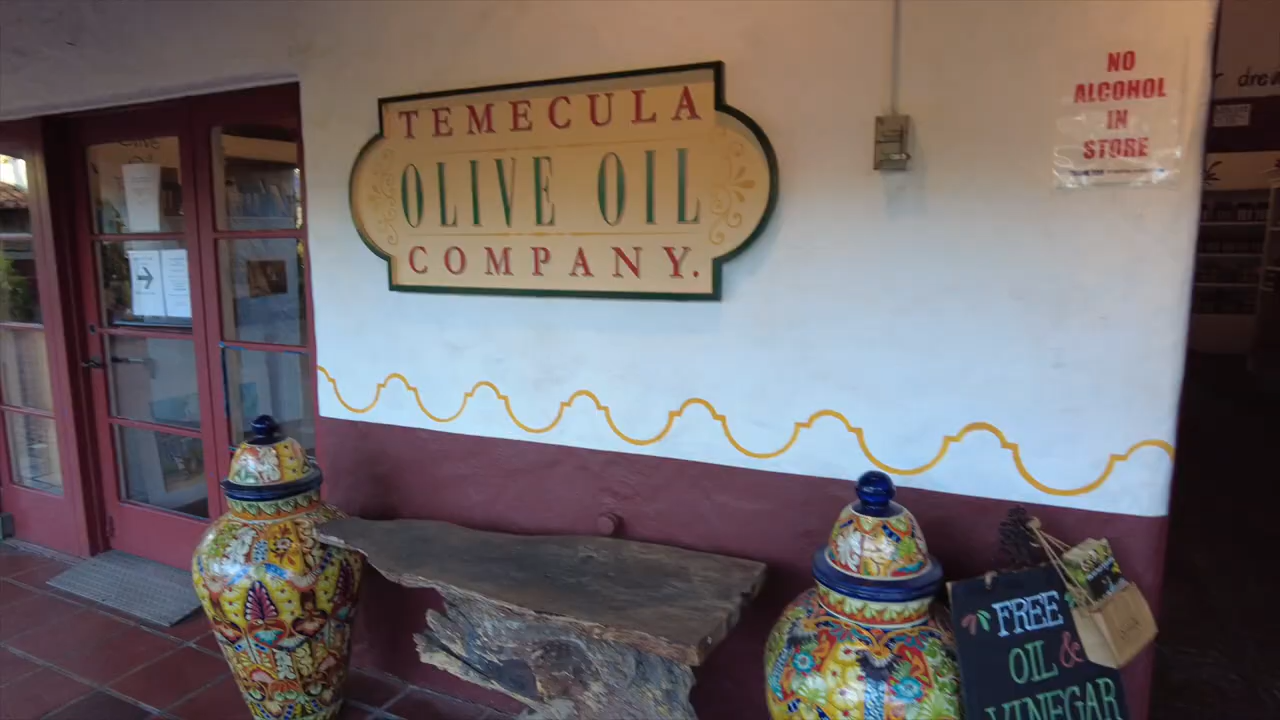 TEMECULA
OLIVE OIL
COMPANY.
NO
ALCOHOL
IN
STORE
FREE
OIL &
VINEGAR